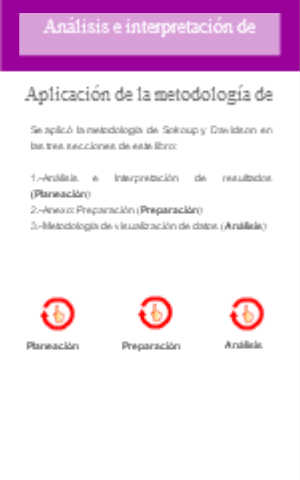 Análisis e interpretación de
Aplicación de la metodología de
Se aplicó la metodología de Sokoup y Davidson en
las tres secciones de este libro:
1.-Análisis e Interpretación de resultados
(Planeación)
2.-Anexo: Preparación (Preparación)
3.-Metodología de visualización de datos (Análisis)
Planeación Preparación Análisis